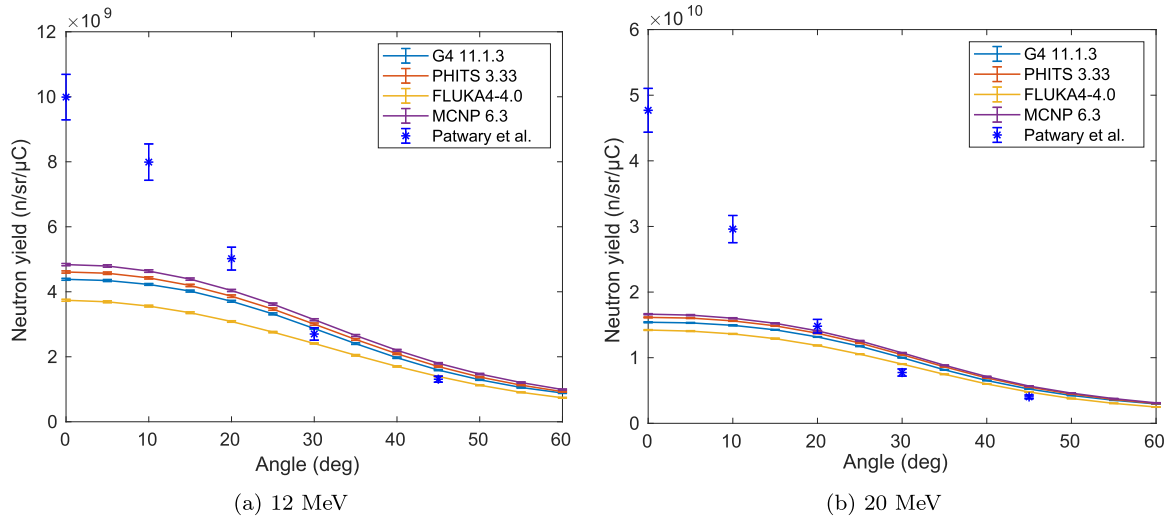 × 10⁹
12
10
8
6
4
2
0
Neutron yield (n/sr/μC)
0 10 20 30 40 50 60
Angle (deg)
G4 11.1.3
PHITS 3.33
FLUKA4-4.0
MCNP 6.3
Patwary et al.
(a) 12 MeV
× 10¹⁰
6
5
4
3
2
1
0
Neutron yield (n/sr/μC)
0 10 20 30 40 50 60
Angle (deg)
G4 11.1.3
PHITS 3.33
FLUKA4-4.0
MCNP 6.3
Patwary et al.
(b) 20 MeV